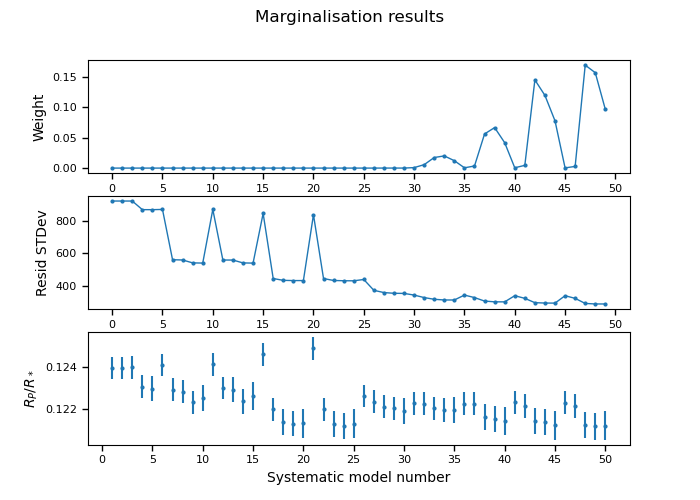 Marginalisation results
Weight
0.15
0.10
0.05
0.00
0 5 10 15 20 25 30 35 40 45 50
Resid STDev
800
600
400
0 5 10 15 20 25 30 35 40 45 50
R_P/R_*
0.124
0.122
0 5 10 15 20 25 30 35 40 45 50
Systematic model number